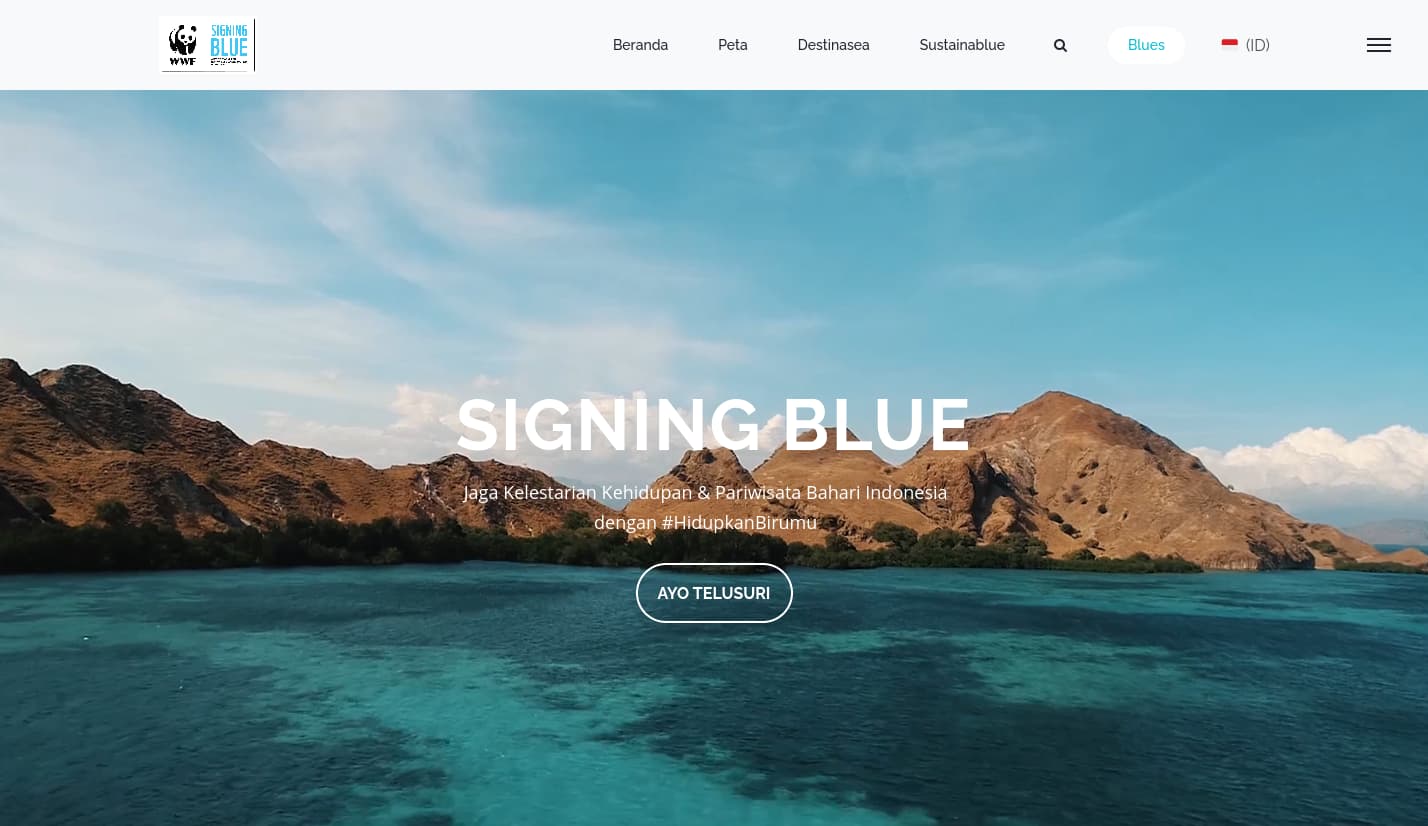 SIGNING
BLUE
WWF
Beranda
Peta
Destinasea
Sustainablue
Blues
(ID)
SIGNING BLUE
Jaga Kelestarian Kehidupan & Pariwisata Bahari Indonesia
dengan #HidupkanBirumu
AYO TELUSURI